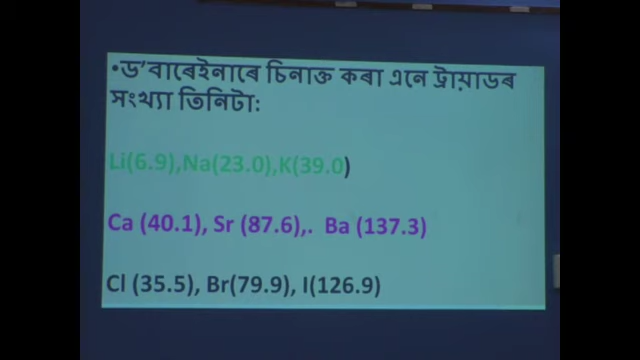 •ড'বাৰেইনাৰে চিনাক্ত কৰা এনে ট্ৰায়াডৰ
সংখ্যা তিনিটা:
Li(6.9),Na(23.0),K(39.0)
Ca (40.1), Sr (87.6),.  Ba (137.3)
Cl (35.5), Br(79.9), I(126.9)